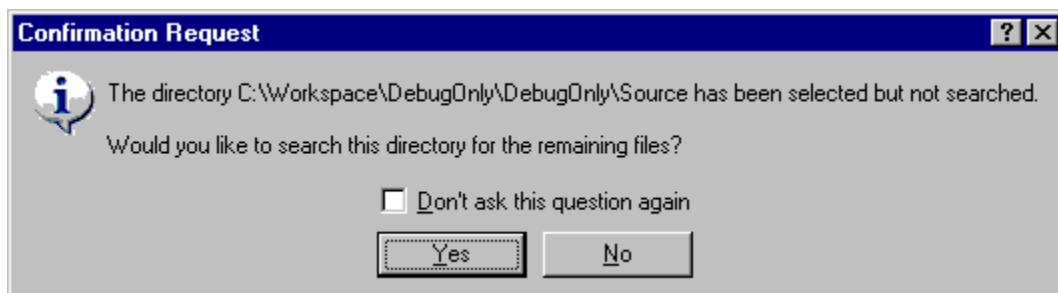 Confirmation Request
The directory C:\Workspace\DebugOnly\DebugOnly\Source has been selected but not searched.
Would you like to search this directory for the remaining files?
Don't ask this question again
Yes
No